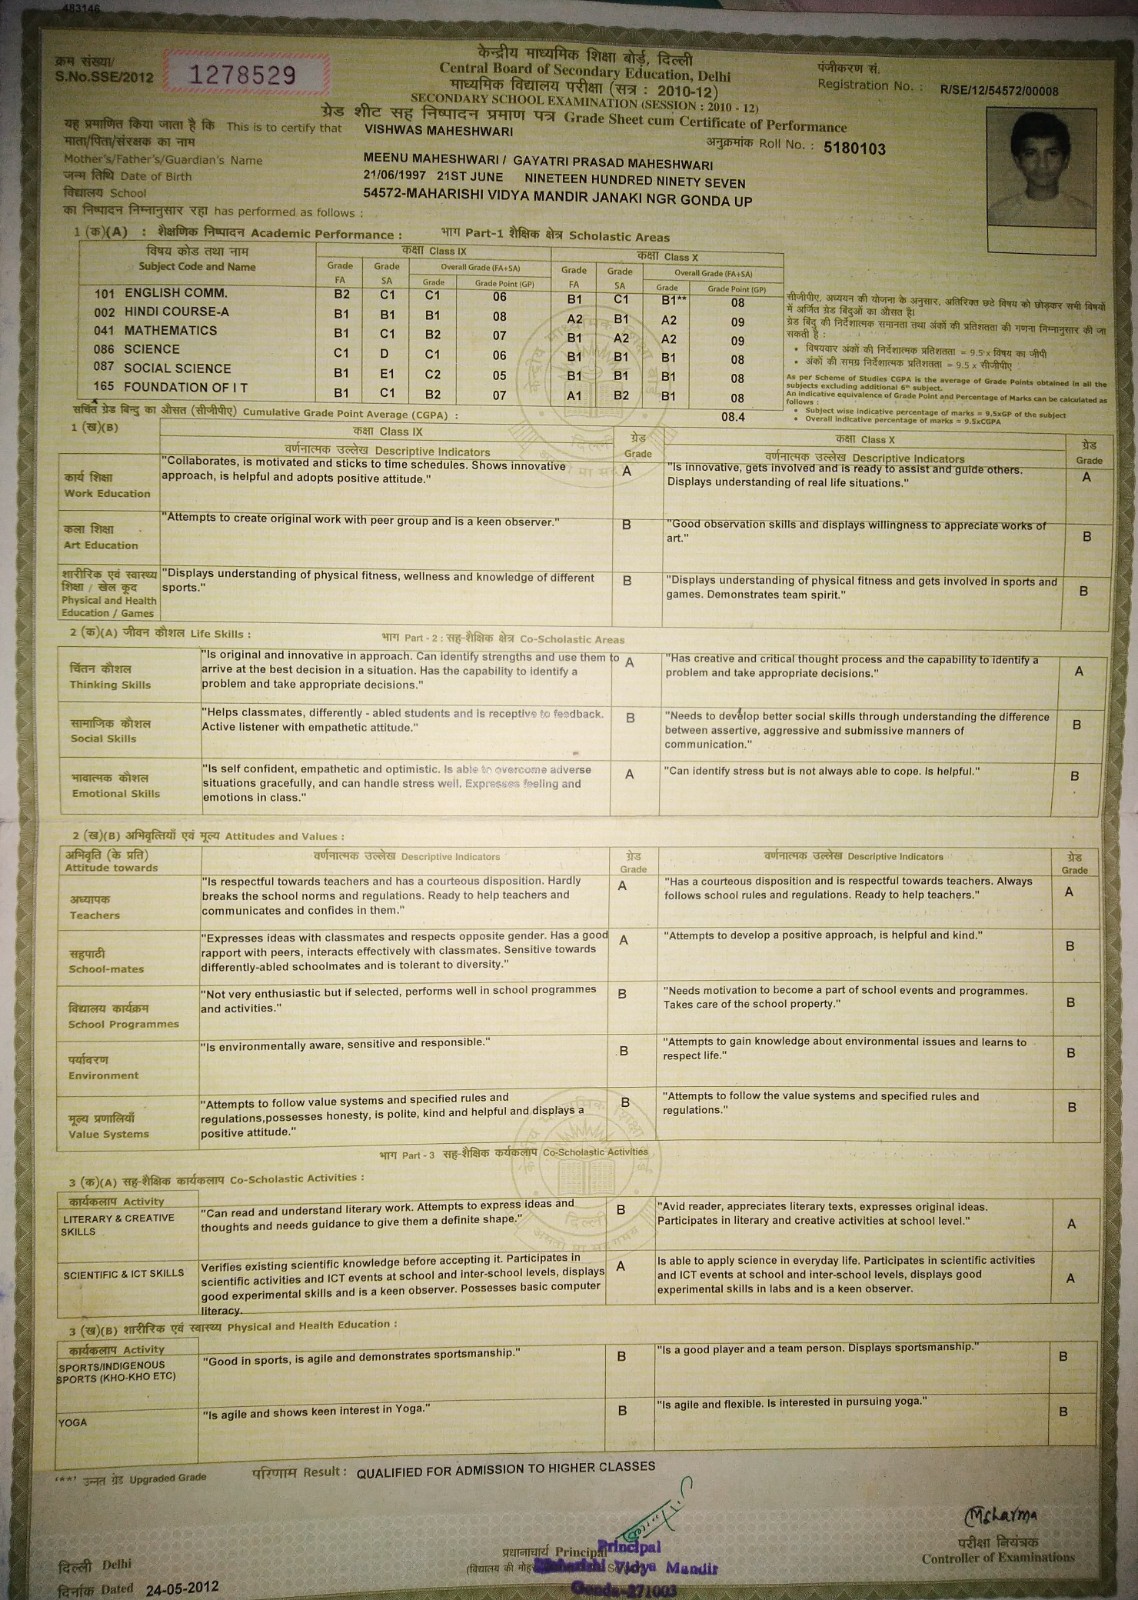 483146
क्रम संख्या/
S.No.SSE/2012 1278529
केन्द्रीय माध्यमिक शिक्षा बोर्ड, दिल्ली
Central Board of Secondary Education, Delhi
माध्यमिक विद्यालय परीक्षा (सत्र : 2010-12)
SECONDARY SCHOOL EXAMINATION (SESSION : 2010 - 12)
ग्रेड शीट सह निष्पादन प्रमाण पत्र Grade Sheet cum Certificate of Performance
पंजीकरण सं.
Registration No. : R/SE/12/54572/00008
यह प्रमाणित किया जाता है कि This is to certify that VISHWAS MAHESHWARI
अनुक्रमांक Roll No. : 5180103
माता/पिता/संरक्षक का नाम
Mother's/Father's/Guardian's Name MEENU MAHESHWARI / GAYATRI PRASAD MAHESHWARI
जन्म तिथि Date of Birth 21/06/1997 21ST JUNE NINETEEN HUNDRED NINETY SEVEN
विद्यालय School 54572-MAHARISHI VIDYA MANDIR JANAKI NGR GONDA UP
का निष्पादन निम्नानुसार रहा has performed as follows :
1 (क)(A) : शैक्षणिक निष्पादन Academic Performance : भाग Part-1 शैक्षिक क्षेत्र Scholastic Areas
विषय कोड तथा नाम कक्षा Class IX कक्षा Class X
Subject Code and Name Grade FA Grade SA Overall Grade (FA+SA) Grade FA Grade SA Overall Grade (FA+SA)
Grade Grade Point (GP) Grade Grade Point (GP)
101 ENGLISH COMM. B2 C1 C1 06 B1 C1 B1** 08
002 HINDI COURSE-A B1 B1 B1 08 A2 B1 A2 09
041 MATHEMATICS B1 C1 B2 07 B1 A2 A2 09
086 SCIENCE C1 D C1 06 B1 B1 B1 08
087 SOCIAL SCIENCE B1 E1 C2 05 B1 B1 B1 08
165 FOUNDATION OF I T B1 C1 B2 07 A1 B2 B1 08
संचित ग्रेड बिन्दु का औसत (सीजीपीए) Cumulative Grade Point Average (CGPA) : 08.4
सीजीपीए, अध्ययन की योजना के अनुसार, अतिरिक्त छठे विषय को छोड़कर सभी विषयों
में अर्जित ग्रेड बिंदुओं का औसत है।
ग्रेड बिंदु की निर्देशात्मक समानता तथा अंकों की प्रतिशतता की गणना निम्नानुसार की जा
सकती है :
• विषयवार अंकों की निर्देशात्मक प्रतिशतता = 9.5 x विषय का जीपी
• अंकों की समग्र निर्देशात्मक प्रतिशतता = 9.5 x सीजीपीए
As per Scheme of Studies CGPA is the average of Grade Points obtained in all the
subjects excluding additional 6th subject.
An indicative equivalence of Grade Point and Percentage of Marks can be calculated as
follows :
• Subject wise indicative percentage of marks = 9.5xGP of the subject
• Overall indicative percentage of marks = 9.5xCGPA
1 (ख)(B) कक्षा Class IX ग्रेड Grade कक्षा Class X ग्रेड Grade
वर्णनात्मक उल्लेख Descriptive Indicators वर्णनात्मक उल्लेख Descriptive Indicators
कार्य शिक्षा
Work Education
"Collaborates, is motivated and sticks to time schedules. Shows innovative
approach, is helpful and adopts positive attitude." A
"Is innovative, gets involved and is ready to assist and guide others.
Displays understanding of real life situations." A
कला शिक्षा
Art Education
"Attempts to create original work with peer group and is a keen observer." B
"Good observation skills and displays willingness to appreciate works of
art." B
शारीरिक एवं स्वास्थ्य
शिक्षा / खेल कूद
Physical and Health
Education / Games
"Displays understanding of physical fitness, wellness and knowledge of different
sports." B
"Displays understanding of physical fitness and gets involved in sports and
games. Demonstrates team spirit." B
2 (क)(A) जीवन कौशल Life Skills : भाग Part - 2 : सह-शैक्षिक क्षेत्र Co-Scholastic Areas
चिंतन कौशल
Thinking Skills
"Is original and innovative in approach. Can identify strengths and use them to
arrive at the best decision in a situation. Has the capability to identify a
problem and take appropriate decisions." A
"Has creative and critical thought process and the capability to identify a
problem and take appropriate decisions." A
सामाजिक कौशल
Social Skills
"Helps classmates, differently - abled students and is receptive to feedback.
Active listener with empathetic attitude." B
"Needs to develop better social skills through understanding the difference
between assertive, aggressive and submissive manners of
communication." B
भावात्मक कौशल
Emotional Skills
"Is self confident, empathetic and optimistic. Is able to overcome adverse
situations gracefully, and can handle stress well. Expresses feeling and
emotions in class." A
"Can identify stress but is not always able to cope. Is helpful." B
2 (ख)(B) अभिवृत्तियाँ एवं मूल्य Attitudes and Values :
अभिवृति (के प्रति) वर्णनात्मक उल्लेख Descriptive Indicators ग्रेड वर्णनात्मक उल्लेख Descriptive Indicators ग्रेड
Attitude towards Grade Grade
अध्यापक
Teachers
"Is respectful towards teachers and has a courteous disposition. Hardly
breaks the school norms and regulations. Ready to help teachers and
communicates and confides in them." A
"Has a courteous disposition and is respectful towards teachers. Always
follows school rules and regulations. Ready to help teachers." A
सहपाठी
School-mates
"Expresses ideas with classmates and respects opposite gender. Has a good
rapport with peers, interacts effectively with classmates. Sensitive towards
differently-abled schoolmates and is tolerant to diversity." A
"Attempts to develop a positive approach, is helpful and kind." B
विद्यालय कार्यक्रम
School Programmes
"Not very enthusiastic but if selected, performs well in school programmes
and activities." B
"Needs motivation to become a part of school events and programmes.
Takes care of the school property." B
पर्यावरण
Environment
"Is environmentally aware, sensitive and responsible." B
"Attempts to gain knowledge about environmental issues and learns to
respect life." B
मूल्य प्रणालियाँ
Value Systems
"Attempts to follow value systems and specified rules and
regulations,possesses honesty, is polite, kind and helpful and displays a
positive attitude." B
"Attempts to follow the value systems and specified rules and
regulations." B
भाग Part - 3 सह-शैक्षिक कार्यकलाप Co-Scholastic Activities
3 (क)(A) सह-शैक्षिक कार्यकलाप Co-Scholastic Activities :
कार्यकलाप Activity
LITERARY & CREATIVE
SKILLS
"Can read and understand literary work. Attempts to express ideas and
thoughts and needs guidance to give them a definite shape." B
"Avid reader, appreciates literary texts, expresses original ideas.
Participates in literary and creative activities at school level." A
SCIENTIFIC & ICT SKILLS
Verifies existing scientific knowledge before accepting it. Participates in
scientific activities and ICT events at school and inter-school levels, displays
good experimental skills and is a keen observer. Possesses basic computer
literacy. A
Is able to apply science in everyday life. Participates in scientific activities
and ICT events at school and inter-school levels, displays good
experimental skills in labs and is a keen observer. A
3 (ख)(B) शारीरिक एवं स्वास्थ्य Physical and Health Education :
कार्यकलाप Activity
SPORTS/INDIGENOUS
SPORTS (KHO-KHO ETC)
"Good in sports, is agile and demonstrates sportsmanship." B
"Is a good player and a team person. Displays sportsmanship." B
YOGA
"Is agile and shows keen interest in Yoga." B
"Is agile and flexible. Is interested in pursuing yoga." B
'**' उन्नत ग्रेड Upgraded Grade परिणाम Result : QUALIFIED FOR ADMISSION TO HIGHER CLASSES
दिल्ली Delhi
दिनांक Dated 24-05-2012
प्रधानाचार्य Principal
(विद्यालय की
Principal
Maharishi Vidya Mandir
Gonda-271003
MSharma
परीक्षा नियंत्रक
Controller of Examinations